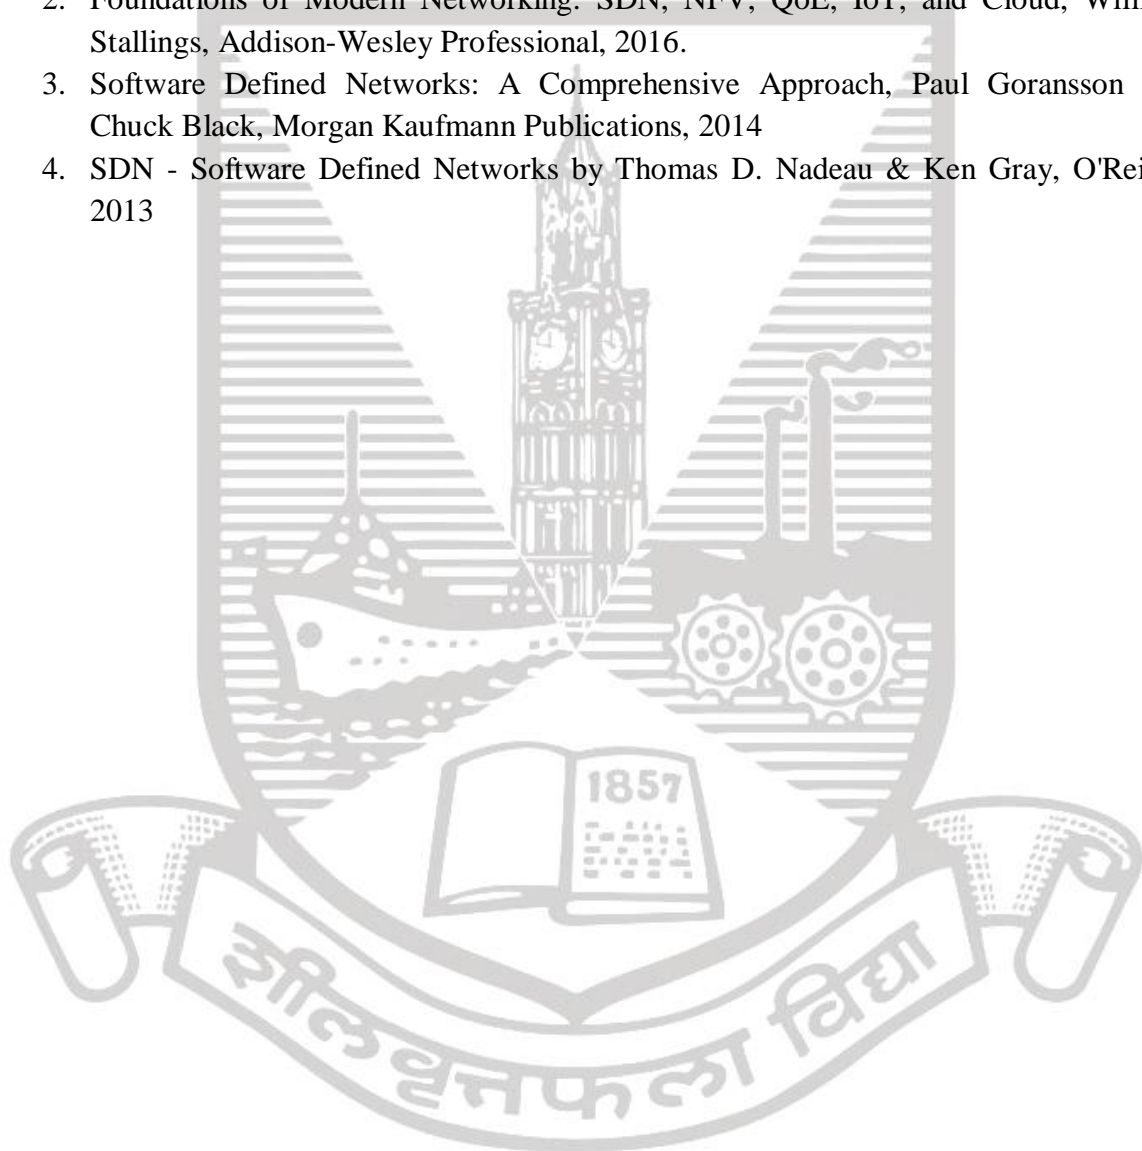 2. Foundations of Modern Networking: SDN, NFV, QoE, IoT, and Cloud,
Stallings, Addison-Wesley Professional, 2016.
3. Software Defined Networks: A Comprehensive Approach, Paul Goransson
Chuck Black, Morgan Kaufmann Publications, 2014
4. SDN - Software Defined Networks by Thomas D. Nadeau & Ken Gray,
2013
1857
शीलवृत्तफला विद्या